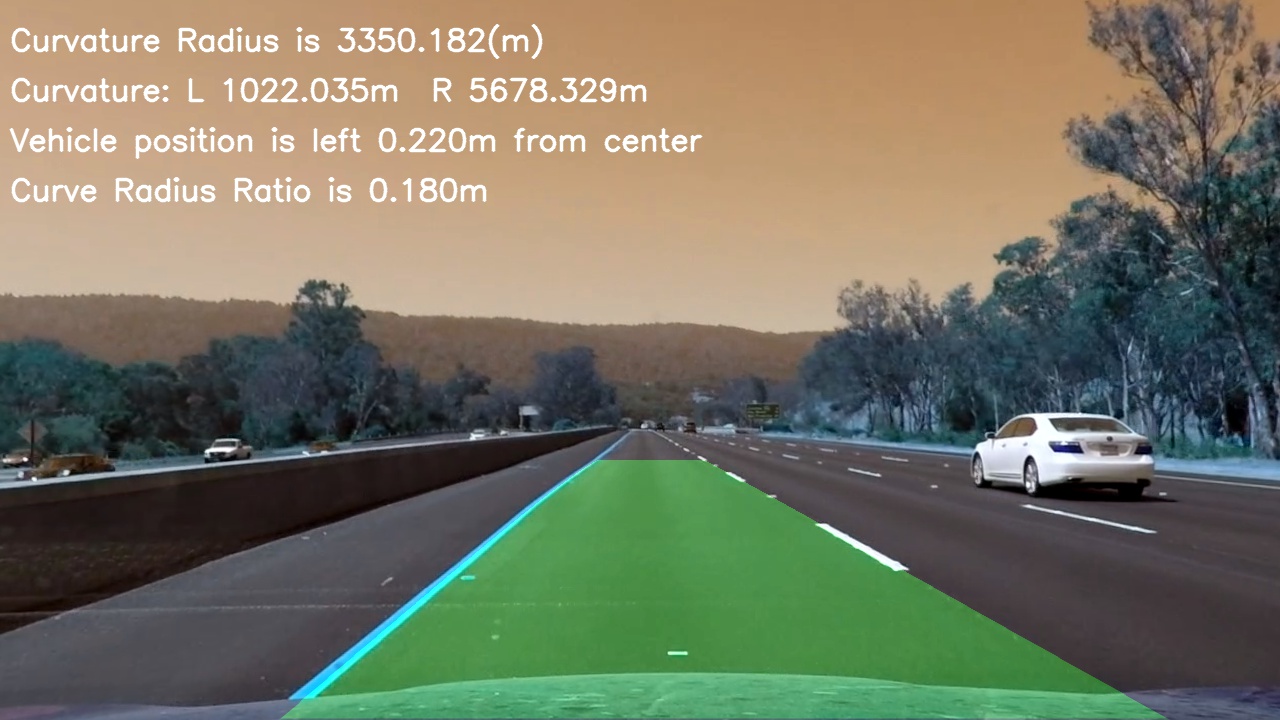 Curvature Radius is 3350.182(m)
Curvature: L 1022.035m R 5678.329m
Vehicle position is left 0.220m from center
Curve Radius Ratio is 0.180m